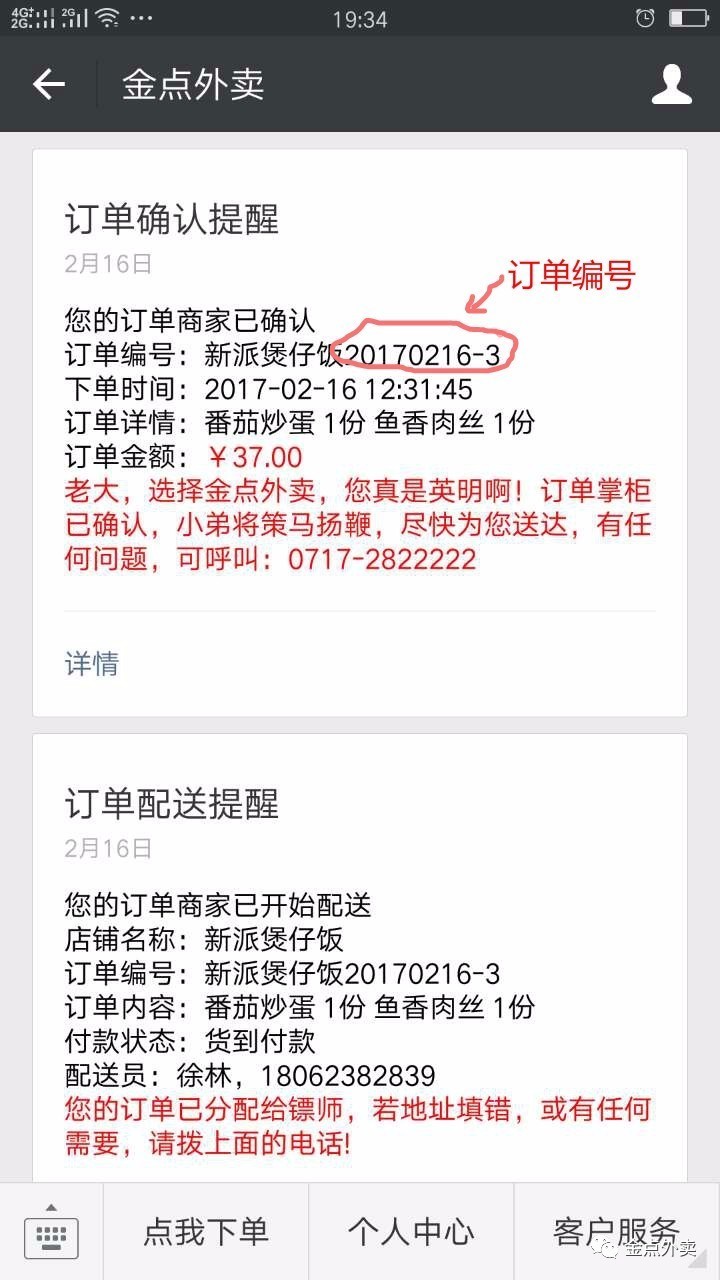 4G+ 2G 2G 19:34
金点外卖
订单确认提醒
2月16日
订单编号
您的订单商家已确认
订单编号：新派煲仔饭20170216-3
下单时间：2017-02-16 12:31:45
订单详情：番茄炒蛋 1份 鱼香肉丝 1份
订单金额：￥37.00
老大，选择金点外卖，您真是英明啊！订单掌柜
已确认，小弟将策马扬鞭，尽快为您送达，有任
何问题，可呼叫：0717-2822222
详情
订单配送提醒
2月16日
您的订单商家已开始配送
店铺名称：新派煲仔饭
订单编号：新派煲仔饭20170216-3
订单内容：番茄炒蛋 1份 鱼香肉丝 1份
付款状态：货到付款
配送员：徐林，18062382839
您的订单已分配给镖师，若地址填错，或有任何
需要，请拨上面的电话!
点我下单 个人中心 客户服务
金点外卖